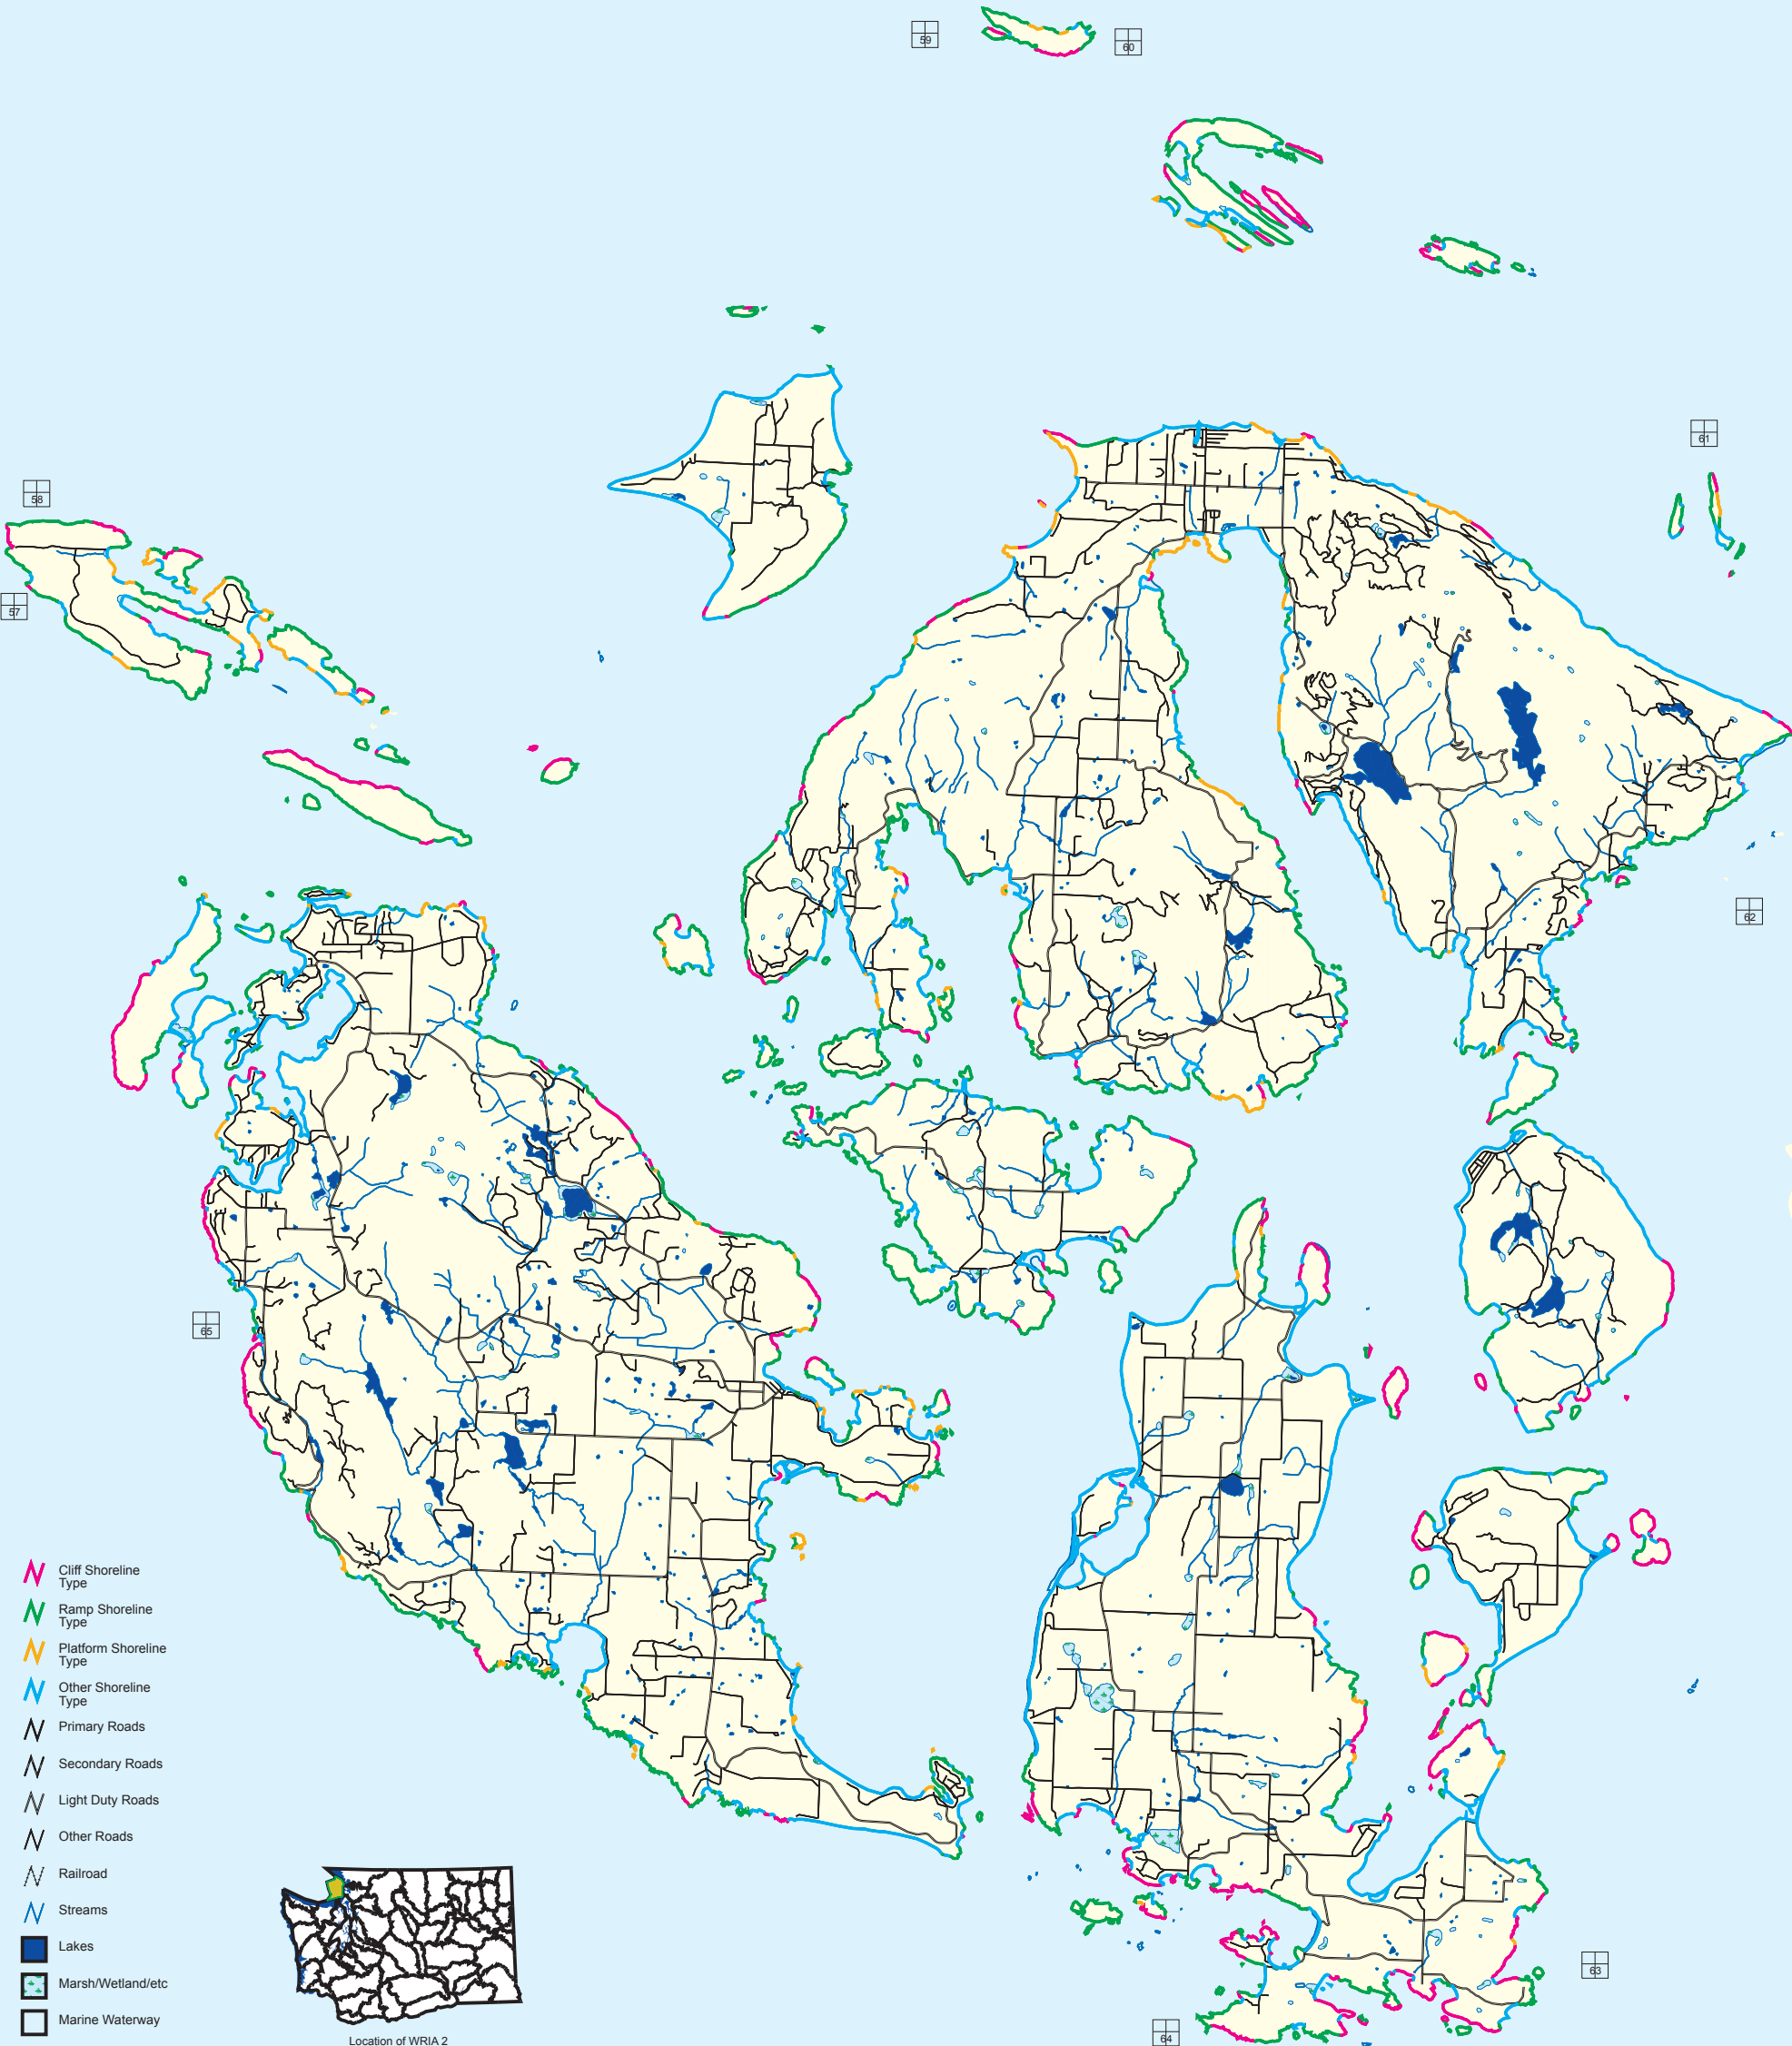 59
60
61
58
57
62
65
Cliff Shoreline
Type
Ramp Shoreline
Type
Platform Shoreline
Type
Other Shoreline
Type
Primary Roads
Secondary Roads
Light Duty Roads
Other Roads
Railroad
Streams
Lakes
Marsh/Wetland/etc
Marine Waterway
Location of WRIA 2
63
64